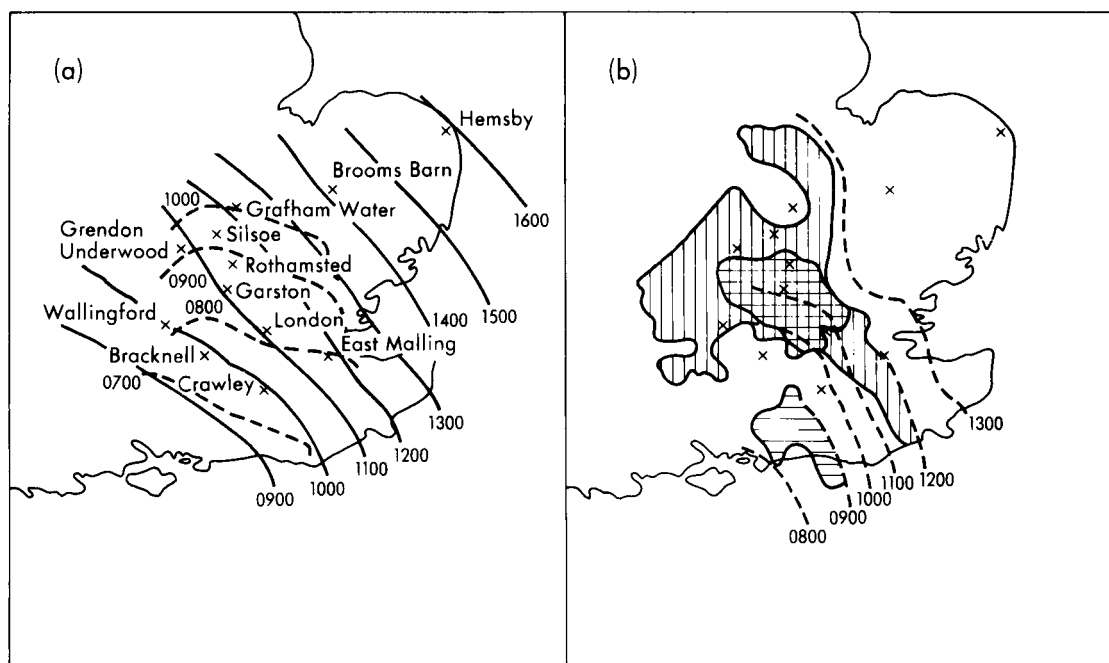 (a)
Hemsby
Brooms Barn
1600
1000
Grafham Water
Grendon
Underwood
Silsoe
0900
Rothamsted
1500
0800
Garston
Wallingford
London
1400
East Malling
Bracknell
0700
Crawley
1300
1200
1100
1000
0900
(b)
1300
1200
1100
1000
0900
0800